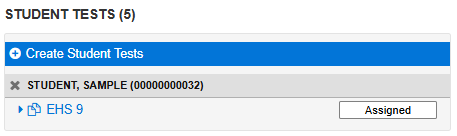 STUDENT TESTS (5)
Create Student Tests
STUDENT, SAMPLE (00000000032)
EHS 9 Assigned